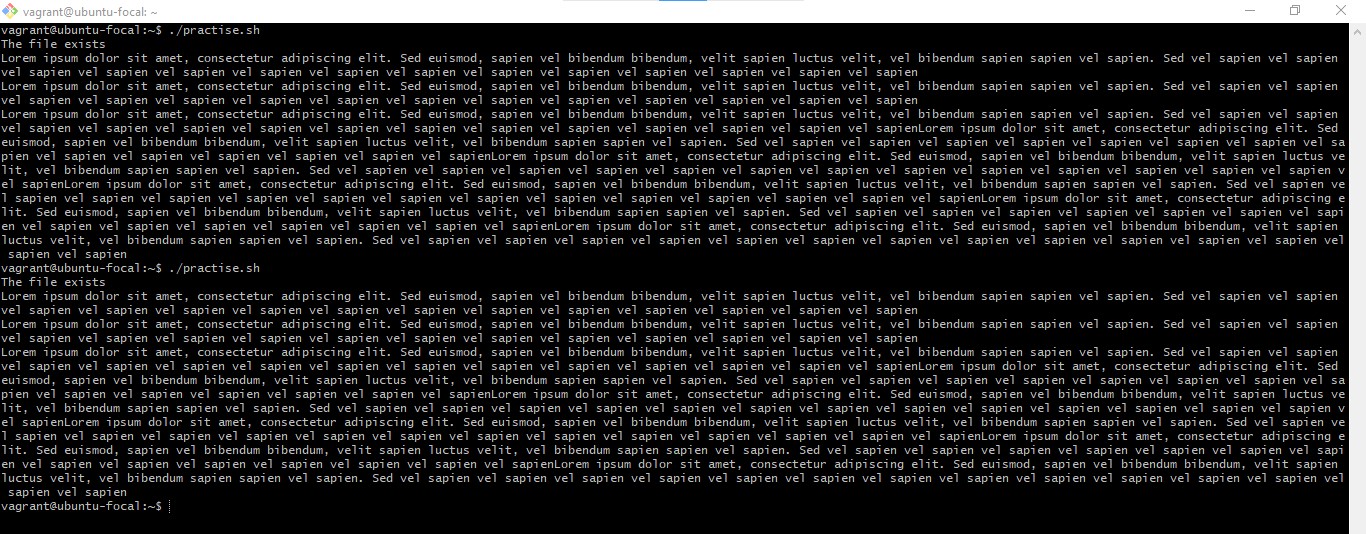 vagrant@ubuntu-focal: ~
vagrant@ubuntu-focal:~$ ./practise.sh
The file exists
Lorem ipsum dolor sit amet, consectetur adipiscing elit. Sed euismod, sapien vel bibendum bibendum, velit sapien luctus velit, vel bibendum sapien sapien vel sapien. Sed vel sapien vel sapien
vel sapien vel sapien vel sapien vel sapien vel sapien vel sapien vel sapien vel sapien vel sapien vel sapien vel sapien vel sapien
Lorem ipsum dolor sit amet, consectetur adipiscing elit. Sed euismod, sapien vel bibendum bibendum, velit sapien luctus velit, vel bibendum sapien sapien vel sapien. Sed vel sapien vel sapien
vel sapien vel sapien vel sapien vel sapien vel sapien vel sapien vel sapien vel sapien vel sapien vel sapien vel sapien vel sapien
Lorem ipsum dolor sit amet, consectetur adipiscing elit. Sed euismod, sapien vel bibendum bibendum, velit sapien luctus velit, vel bibendum sapien sapien vel sapien. Sed vel sapien vel sapien
vel sapien vel sapien vel sapien vel sapien vel sapien vel sapien vel sapien vel sapien vel sapien vel sapien vel sapien vel sapienLorem ipsum dolor sit amet, consectetur adipiscing elit. Sed
euismod, sapien vel bibendum bibendum, velit sapien luctus velit, vel bibendum sapien sapien vel sapien. Sed vel sapien vel sapien vel sapien vel sapien vel sapien vel sapien vel sapien vel sa
pien vel sapien vel sapien vel sapien vel sapien vel sapien vel sapienLorem ipsum dolor sit amet, consectetur adipiscing elit. Sed euismod, sapien vel bibendum bibendum, velit sapien luctus ve
lit, vel bibendum sapien sapien vel sapien. Sed vel sapien vel sapien vel sapien vel sapien vel sapien vel sapien vel sapien vel sapien vel sapien vel sapien vel sapien vel sapien vel sapien v
el sapienLorem ipsum dolor sit amet, consectetur adipiscing elit. Sed euismod, sapien vel bibendum bibendum, velit sapien luctus velit, vel bibendum sapien sapien vel sapien. Sed vel sapien ve
l sapien vel sapien vel sapien vel sapien vel sapien vel sapien vel sapien vel sapien vel sapien vel sapien vel sapien vel sapien vel sapienLorem ipsum dolor sit amet, consectetur adipiscing e
lit. Sed euismod, sapien vel bibendum bibendum, velit sapien luctus velit, vel bibendum sapien sapien vel sapien. Sed vel sapien vel sapien vel sapien vel sapien vel sapien vel sapien vel sapi
en vel sapien vel sapien vel sapien vel sapien vel sapien vel sapien vel sapienLorem ipsum dolor sit amet, consectetur adipiscing elit. Sed euismod, sapien vel bibendum bibendum, velit sapien
luctus velit, vel bibendum sapien sapien vel sapien. Sed vel sapien vel sapien vel sapien vel sapien vel sapien vel sapien vel sapien vel sapien vel sapien vel sapien vel sapien vel sapien vel
 sapien vel sapien
vagrant@ubuntu-focal:~$ ./practise.sh
The file exists
Lorem ipsum dolor sit amet, consectetur adipiscing elit. Sed euismod, sapien vel bibendum bibendum, velit sapien luctus velit, vel bibendum sapien sapien vel sapien. Sed vel sapien vel sapien
vel sapien vel sapien vel sapien vel sapien vel sapien vel sapien vel sapien vel sapien vel sapien vel sapien vel sapien vel sapien
Lorem ipsum dolor sit amet, consectetur adipiscing elit. Sed euismod, sapien vel bibendum bibendum, velit sapien luctus velit, vel bibendum sapien sapien vel sapien. Sed vel sapien vel sapien
vel sapien vel sapien vel sapien vel sapien vel sapien vel sapien vel sapien vel sapien vel sapien vel sapien vel sapien vel sapien
Lorem ipsum dolor sit amet, consectetur adipiscing elit. Sed euismod, sapien vel bibendum bibendum, velit sapien luctus velit, vel bibendum sapien sapien vel sapien. Sed vel sapien vel sapien
vel sapien vel sapien vel sapien vel sapien vel sapien vel sapien vel sapien vel sapien vel sapien vel sapien vel sapien vel sapienLorem ipsum dolor sit amet, consectetur adipiscing elit. Sed
euismod, sapien vel bibendum bibendum, velit sapien luctus velit, vel bibendum sapien sapien vel sapien. Sed vel sapien vel sapien vel sapien vel sapien vel sapien vel sapien vel sapien vel sa
pien vel sapien vel sapien vel sapien vel sapien vel sapien vel sapienLorem ipsum dolor sit amet, consectetur adipiscing elit. Sed euismod, sapien vel bibendum bibendum, velit sapien luctus ve
lit, vel bibendum sapien sapien vel sapien. Sed vel sapien vel sapien vel sapien vel sapien vel sapien vel sapien vel sapien vel sapien vel sapien vel sapien vel sapien vel sapien vel sapien v
el sapienLorem ipsum dolor sit amet, consectetur adipiscing elit. Sed euismod, sapien vel bibendum bibendum, velit sapien luctus velit, vel bibendum sapien sapien vel sapien. Sed vel sapien ve
l sapien vel sapien vel sapien vel sapien vel sapien vel sapien vel sapien vel sapien vel sapien vel sapien vel sapien vel sapien vel sapienLorem ipsum dolor sit amet, consectetur adipiscing e
lit. Sed euismod, sapien vel bibendum bibendum, velit sapien luctus velit, vel bibendum sapien sapien vel sapien. Sed vel sapien vel sapien vel sapien vel sapien vel sapien vel sapien vel sapi
en vel sapien vel sapien vel sapien vel sapien vel sapien vel sapien vel sapienLorem ipsum dolor sit amet, consectetur adipiscing elit. Sed euismod, sapien vel bibendum bibendum, velit sapien
luctus velit, vel bibendum sapien sapien vel sapien. Sed vel sapien vel sapien vel sapien vel sapien vel sapien vel sapien vel sapien vel sapien vel sapien vel sapien vel sapien vel sapien vel
 sapien vel sapien
vagrant@ubuntu-focal:~$